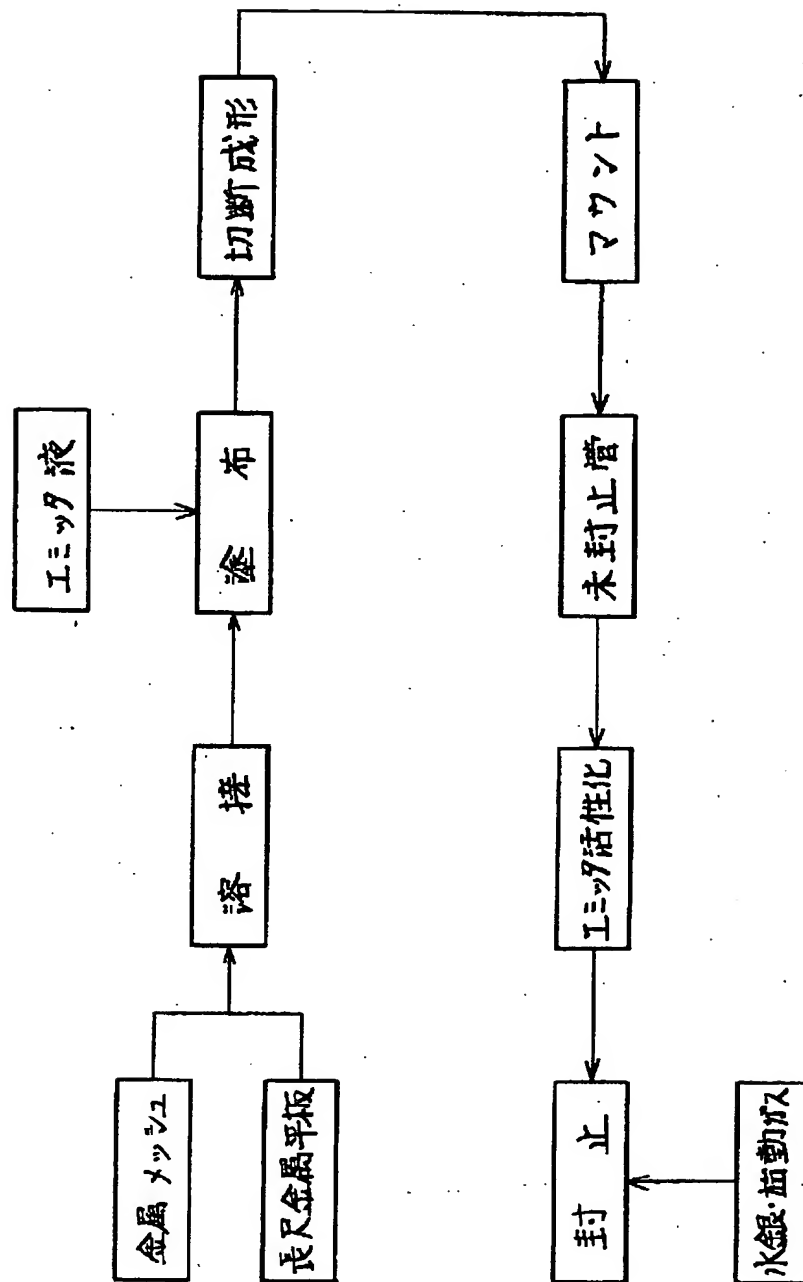 金属メッシュ
長尺金属平板
溶接
エミッタ液
塗布
切断成形
マウント
未封止管
エミッタ活性化
封止
水銀・始動ガス